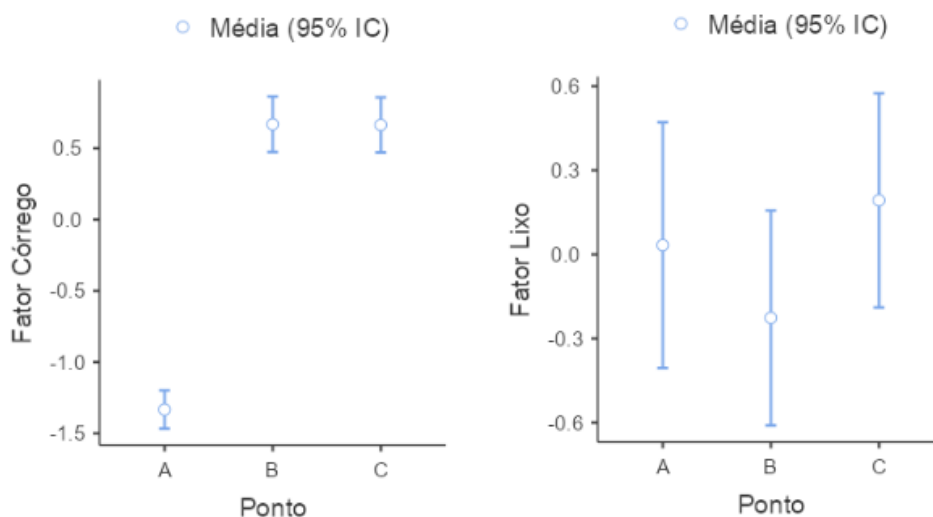 Média (95% IC)
Fator Córrego
0.5
0.0
-0.5
-1.0
-1.5
A B C
Ponto
Média (95% IC)
Fator Lixo
0.6
0.3
0.0
-0.3
-0.6
A B C
Ponto